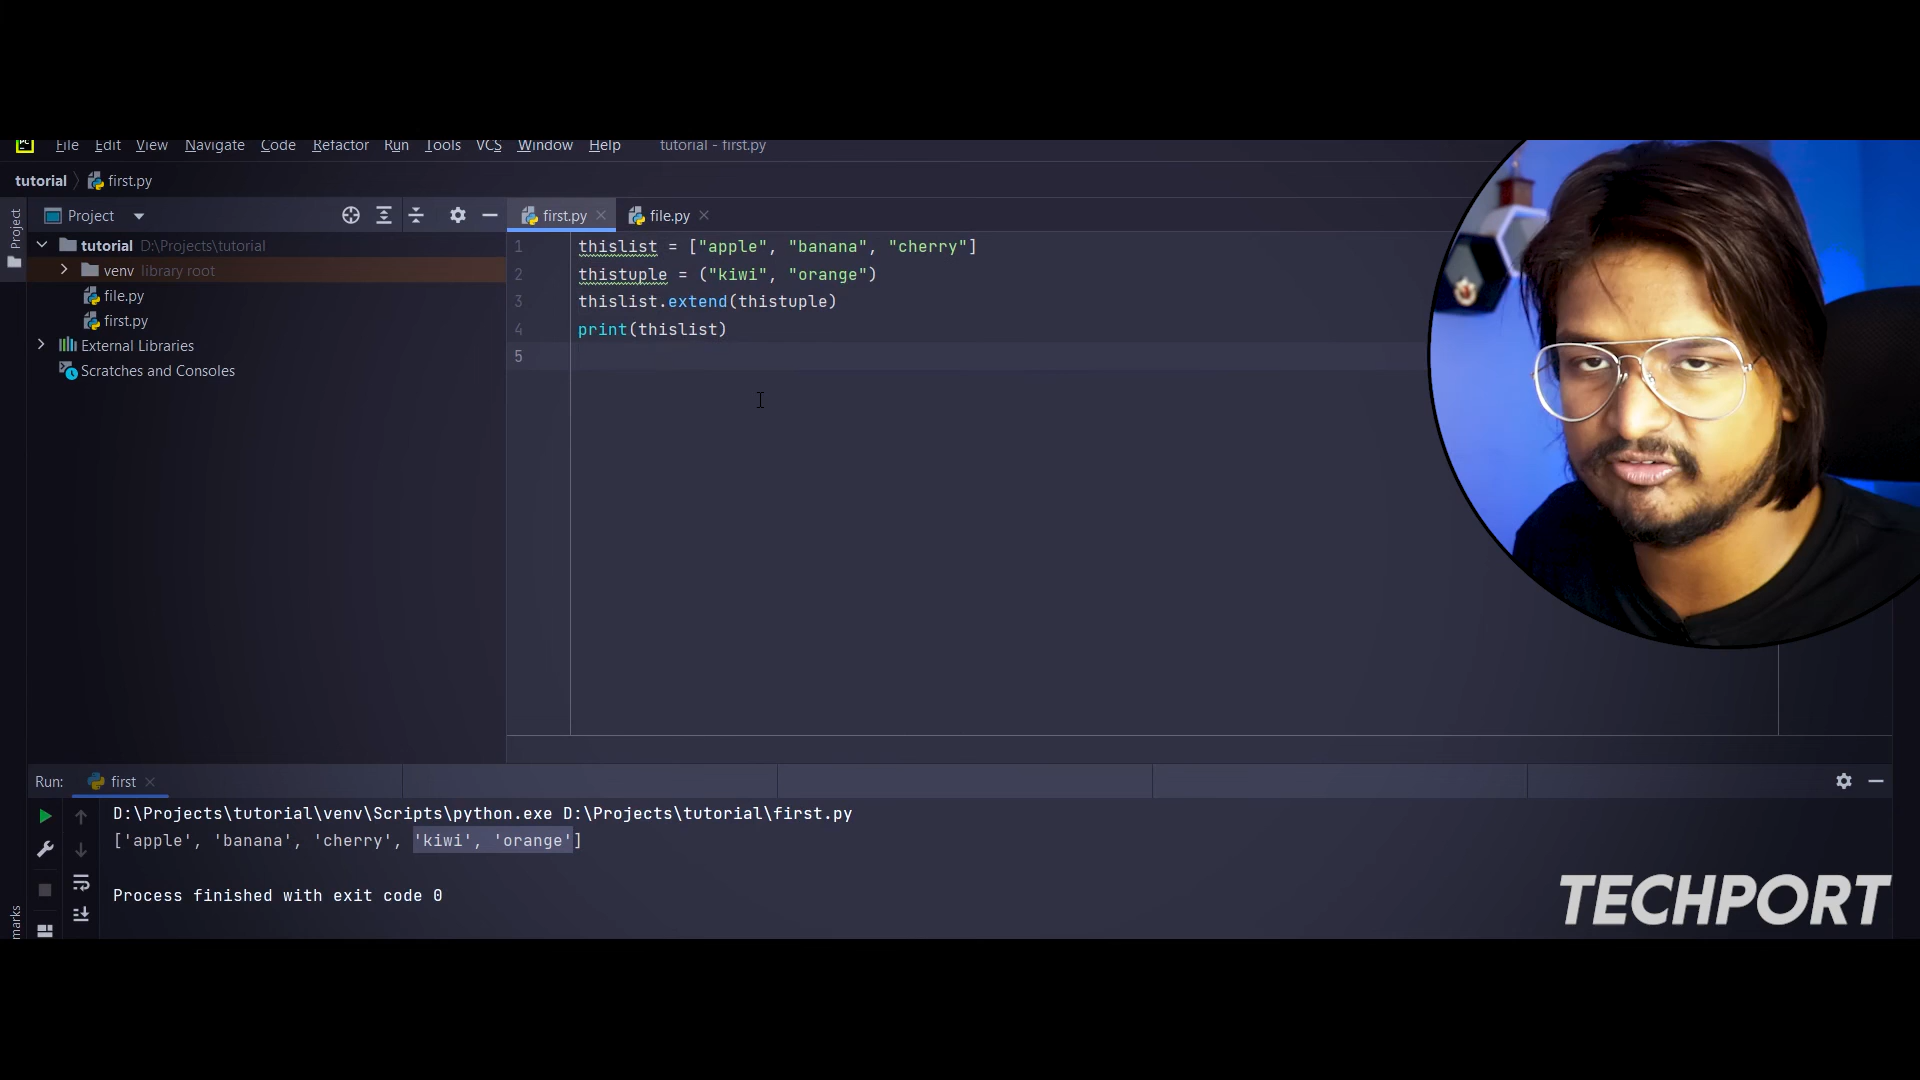 File Edit View Navigate Code Refactor Run Tools VCS Window Help tutorial - first.py
tutorial first.py
Project
Project
first.py
file.py
tutorial D:\Projects\tutorial
venv library root
file.py
first.py
External Libraries
Scratches and Consoles
1 thislist = ["apple", "banana", "cherry"]
2 thistuple = ("kiwi", "orange")
3 thislist.extend(thistuple)
4 print(thislist)
5
Run: first
D:\Projects\tutorial\venv\Scripts\python.exe D:\Projects\tutorial\first.py
['apple', 'banana', 'cherry', 'kiwi', 'orange']
Process finished with exit code 0
marks
TECHPORT